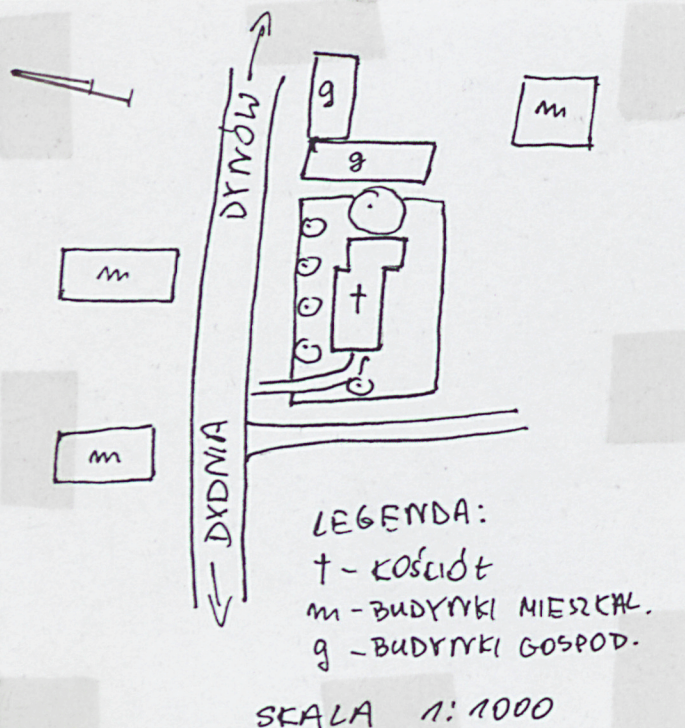 DYNÓW
g
m
g
m
†
m
DYDNIA
LEGENDA:
† - KOŚCIÓŁ
m - BUDYNKI MIESZKAL.
g - BUDYNKI GOSPOD.
SKALA 1:1000